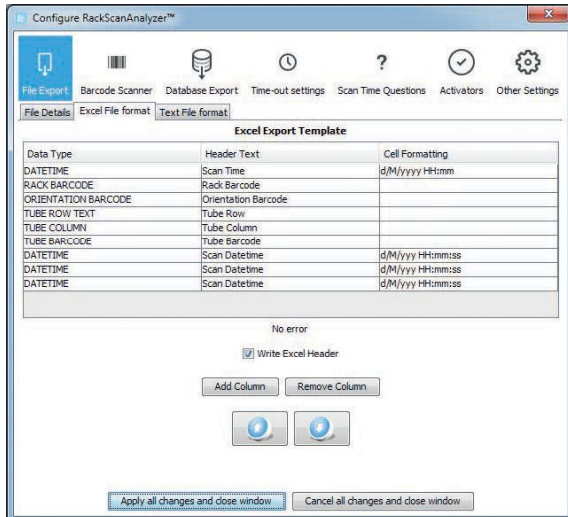 Configure RackScanAnalyzer™
File Export Barcode Scanner Database Export Time-out settings Scan Time Questions Activators Other Settings
File Details Excel File format Text File format
Excel Export Template
Data Type Header Text Cell Formatting
DATETIME Scan Time d/M/yyyy HH:mm
RACK BARCODE Rack Barcode
ORIENTATION BARCODE Orientation Barcode
TUBE ROW TEXT Tube Row
TUBE COLUMN Tube Column
TUBE BARCODE Tube Barcode
DATETIME Scan Datetime d/M/yyy HH:mm:ss
DATETIME Scan Datetime d/M/yyy HH:mm:ss
DATETIME Scan Datetime d/M/yyy HH:mm:ss
No error
Write Excel Header
Add Column Remove Column
Apply all changes and close window Cancel all changes and close window